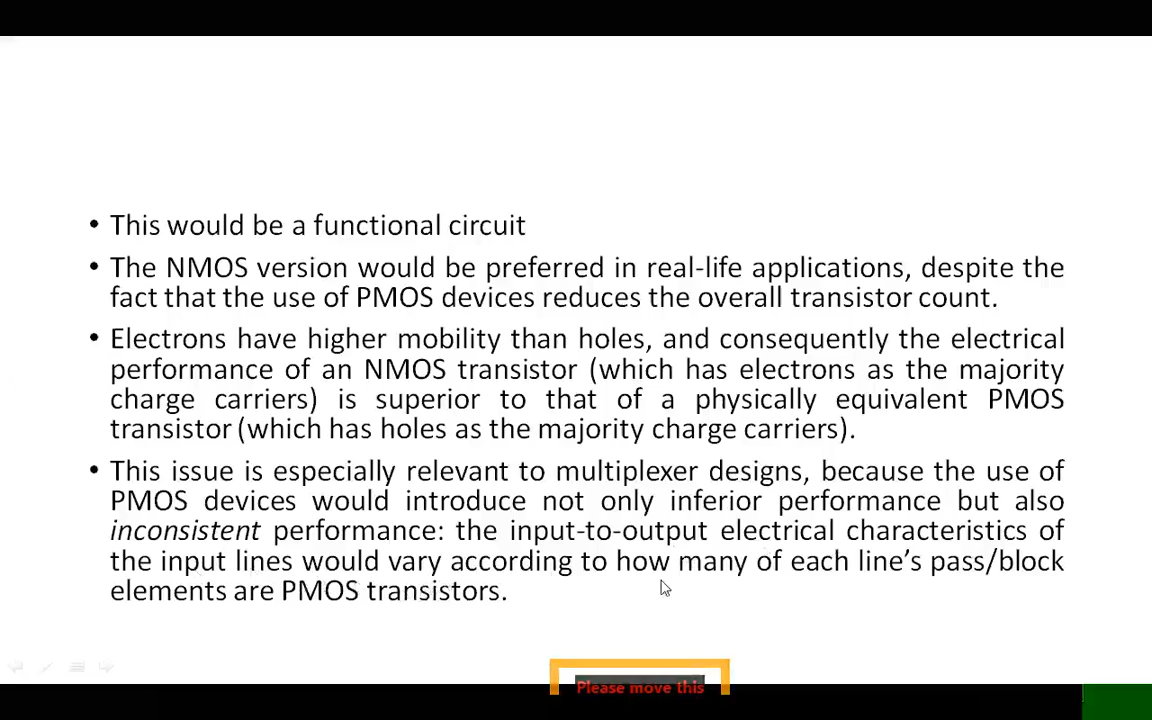 • This would be a functional circuit
• The NMOS version would be preferred in real-life applications, despite the
fact that the use of PMOS devices reduces the overall transistor count.
• Electrons have higher mobility than holes, and consequently the electrical
performance of an NMOS transistor (which has electrons as the majority
charge carriers) is superior to that of a physically equivalent PMOS
transistor (which has holes as the majority charge carriers).
• This issue is especially relevant to multiplexer designs, because the use of
PMOS devices would introduce not only inferior performance but also
inconsistent performance: the input-to-output electrical characteristics of
the input lines would vary according to how many of each line’s pass/block
elements are PMOS transistors.
Please move this